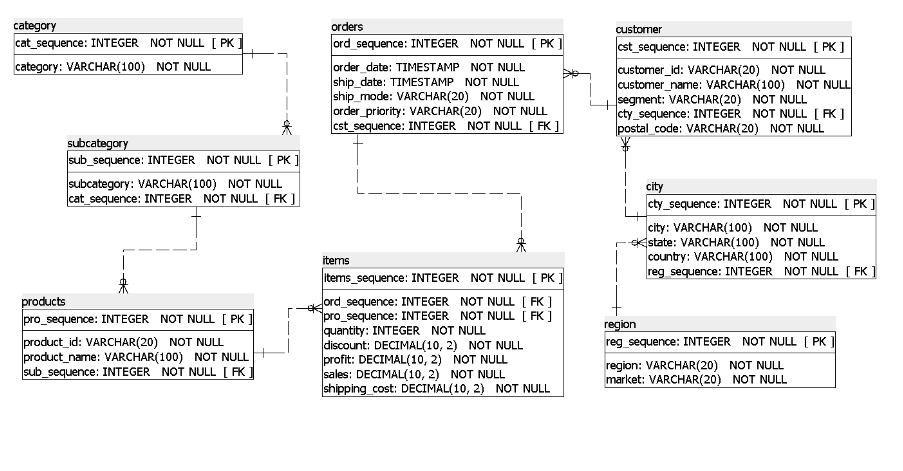 category
cat_sequence: INTEGER NOT NULL [ PK ]
category: VARCHAR(100) NOT NULL
subcategory
sub_sequence: INTEGER NOT NULL [ PK ]
subcategory: VARCHAR(100) NOT NULL
cat_sequence: INTEGER NOT NULL [ FK ]
products
pro_sequence: INTEGER NOT NULL [ PK ]
product_id: VARCHAR(20) NOT NULL
product_name: VARCHAR(100) NOT NULL
sub_sequence: INTEGER NOT NULL [ FK ]
orders
ord_sequence: INTEGER NOT NULL [ PK ]
order_date: TIMESTAMP NOT NULL
ship_date: TIMESTAMP NOT NULL
ship_mode: VARCHAR(20) NOT NULL
order_priority: VARCHAR(20) NOT NULL
cst_sequence: INTEGER NOT NULL [ FK ]
items
items_sequence: INTEGER NOT NULL [ PK ]
ord_sequence: INTEGER NOT NULL [ FK ]
pro_sequence: INTEGER NOT NULL [ FK ]
quantity: INTEGER NOT NULL
discount: DECIMAL(10, 2) NOT NULL
profit: DECIMAL(10, 2) NOT NULL
sales: DECIMAL(10, 2) NOT NULL
shipping_cost: DECIMAL(10, 2) NOT NULL
customer
cst_sequence: INTEGER NOT NULL [ PK ]
customer_id: VARCHAR(20) NOT NULL
customer_name: VARCHAR(100) NOT NULL
segment: VARCHAR(20) NOT NULL
cty_sequence: INTEGER NOT NULL [ FK ]
postal_code: VARCHAR(20) NOT NULL
city
cty_sequence: INTEGER NOT NULL [ PK ]
city: VARCHAR(100) NOT NULL
state: VARCHAR(100) NOT NULL
country: VARCHAR(100) NOT NULL
reg_sequence: INTEGER NOT NULL [ FK ]
region
reg_sequence: INTEGER NOT NULL [ PK ]
region: VARCHAR(20) NOT NULL
market: VARCHAR(20) NOT NULL